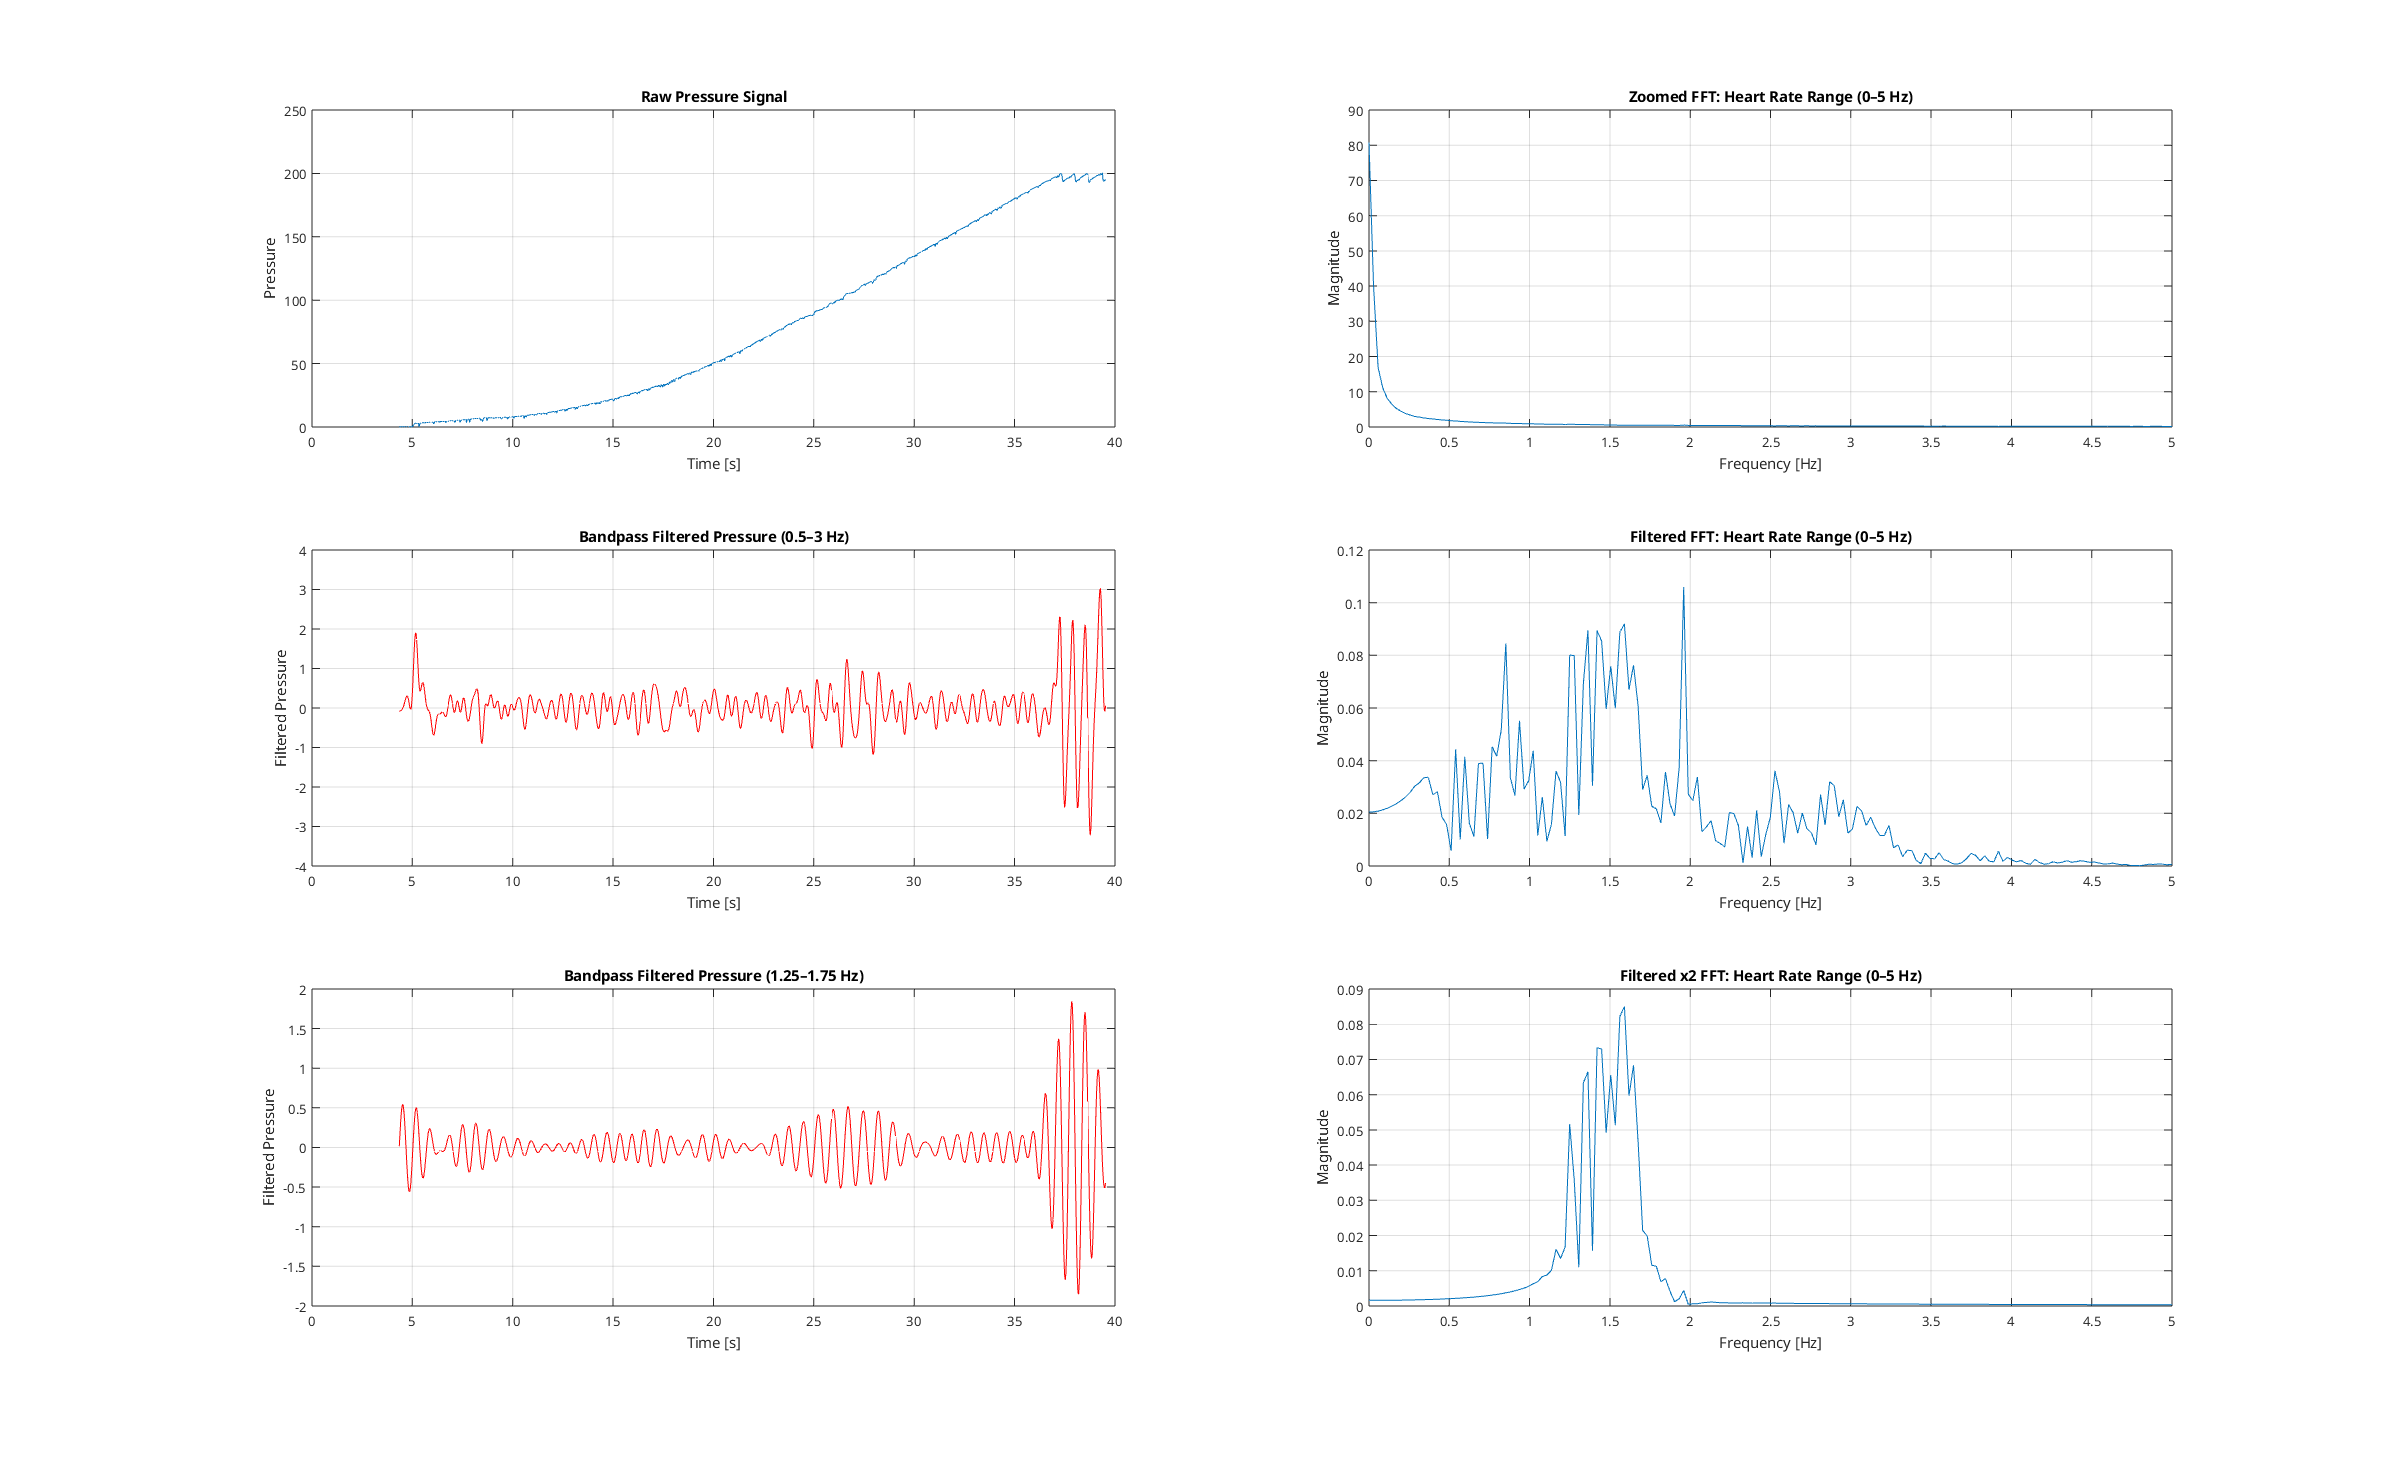 Raw Pressure Signal
250
200
150
100
50
0
Pressure
0 5 10 15 20 25 30 35 40
Time [s]
Zoomed FFT: Heart Rate Range (0–5 Hz)
90
80
70
60
50
40
30
20
10
0
Magnitude
0 0.5 1 1.5 2 2.5 3 3.5 4 4.5 5
Frequency [Hz]
Bandpass Filtered Pressure (0.5–3 Hz)
4
3
2
1
0
-1
-2
-3
-4
Filtered Pressure
0 5 10 15 20 25 30 35 40
Time [s]
Filtered FFT: Heart Rate Range (0–5 Hz)
0.12
0.1
0.08
0.06
0.04
0.02
0
Magnitude
0 0.5 1 1.5 2 2.5 3 3.5 4 4.5 5
Frequency [Hz]
Bandpass Filtered Pressure (1.25–1.75 Hz)
2
1.5
1
0.5
0
-0.5
-1
-1.5
-2
Filtered Pressure
0 5 10 15 20 25 30 35 40
Time [s]
Filtered x2 FFT: Heart Rate Range (0–5 Hz)
0.09
0.08
0.07
0.06
0.05
0.04
0.03
0.02
0.01
0
Magnitude
0 0.5 1 1.5 2 2.5 3 3.5 4 4.5 5
Frequency [Hz]